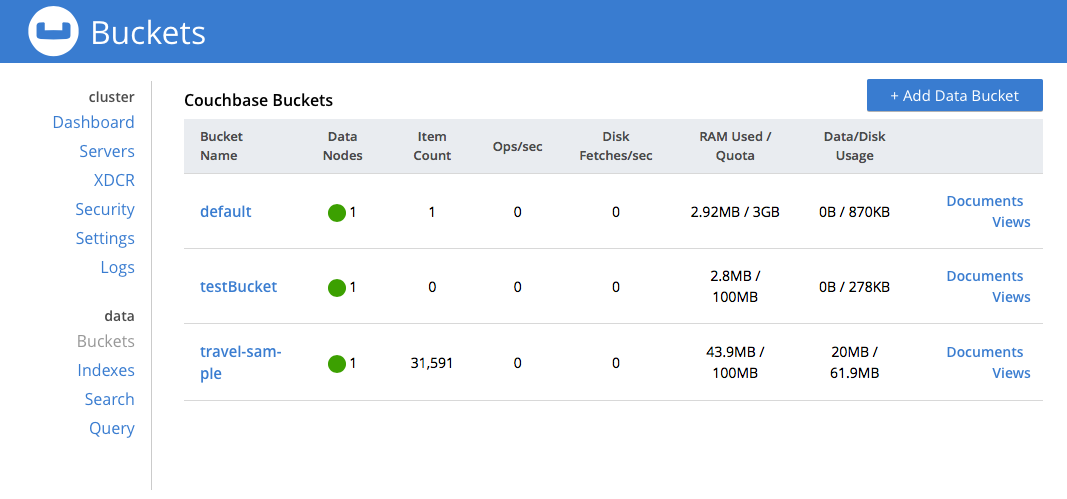 Buckets
cluster
Dashboard
Servers
XDCR
Security
Settings
Logs
data
Buckets
Indexes
Search
Query
Couchbase Buckets
+ Add Data Bucket
Bucket Name
Data Nodes
Item Count
Ops/sec
Disk Fetches/sec
RAM Used / Quota
Data/Disk Usage
default
1
1
0
0
2.92MB / 3GB
0B / 870KB
Documents
Views
testBucket
1
0
0
0
2.8MB /
100MB
0B / 278KB
Documents
Views
travel-sam-
ple
1
31,591
0
0
43.9MB /
100MB
20MB /
61.9MB
Documents
Views